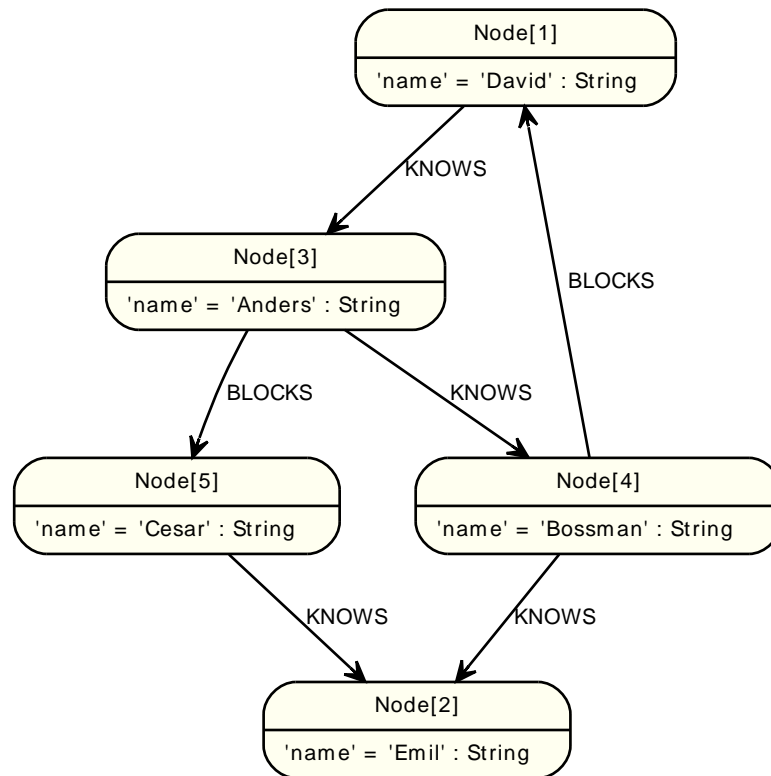 Node[1]
'name' = 'David' : String
KNOWS
Node[3]
'name' = 'Anders' : String
BLOCKS
BLOCKS
KNOWS
Node[5]
'name' = 'Cesar' : String
Node[4]
'name' = 'Bossman' : String
KNOWS
KNOWS
Node[2]
'name' = 'Emil' : String